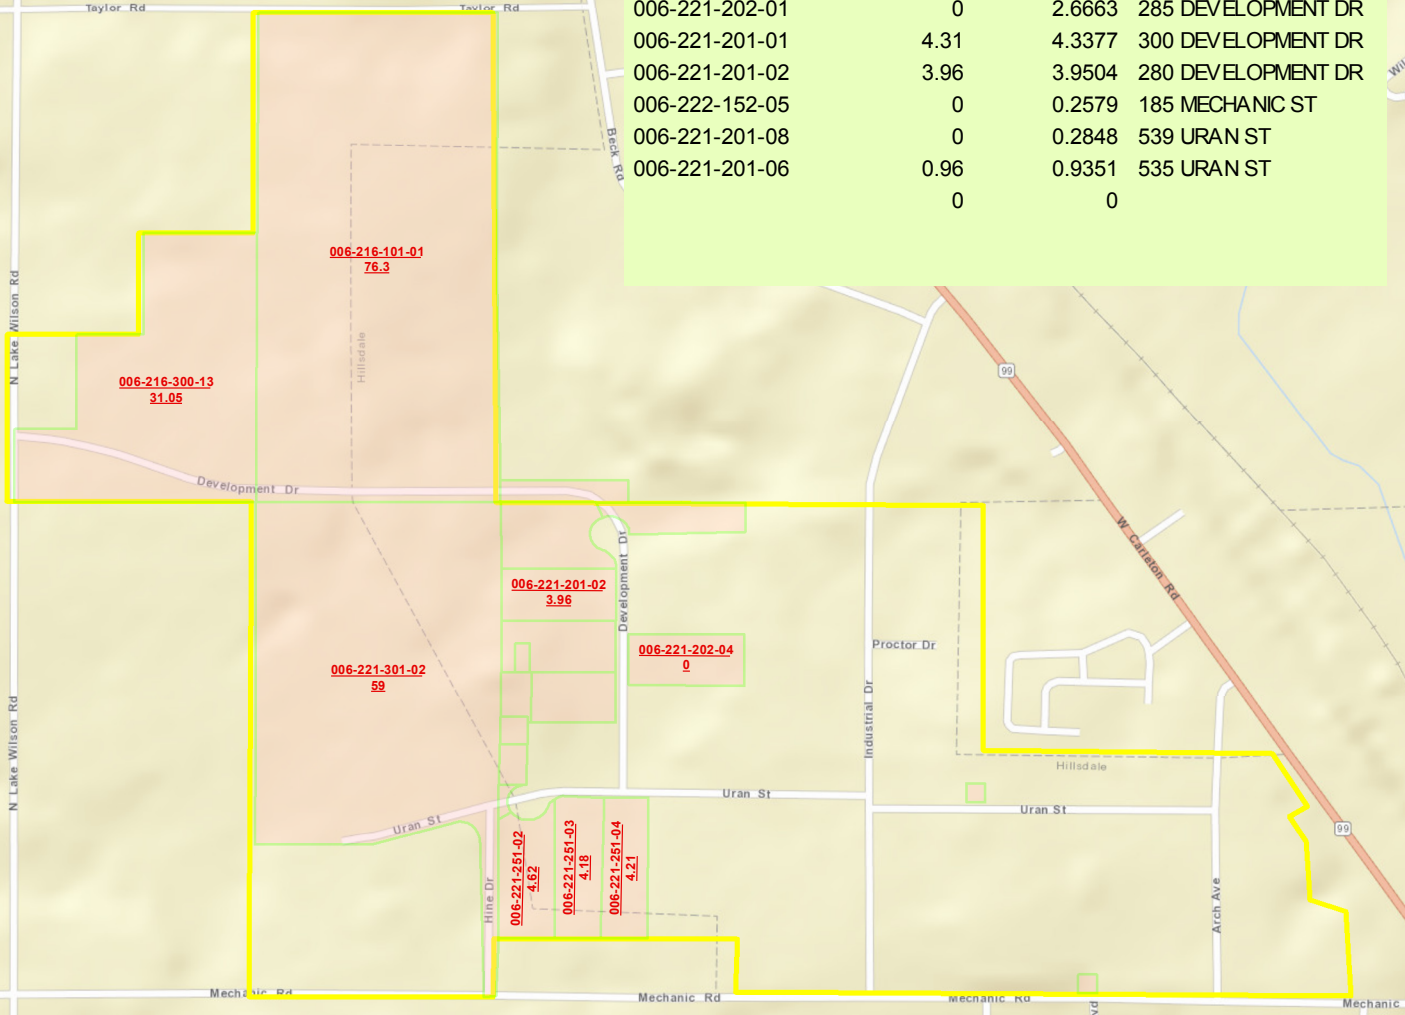 Taylor Rd
Taylor Rd
006-221-202-01 0 2.6663 285 DEVELOPMENT DR
006-221-201-01 4.31 4.3377 300 DEVELOPMENT DR
006-221-201-02 3.96 3.9504 280 DEVELOPMENT DR
006-222-152-05 0 0.2579 185 MECHANIC ST
006-221-201-08 0 0.2848 539 URAN ST
006-221-201-06 0.96 0.9351 535 URAN ST
0 0
Beck Rd
006-216-101-01
76.3
N Lake Wilson Rd
Hillsdale
006-216-300-13
31.05
99
Development Dr
W Carleton Rd
Development Dr
006-221-201-02
3.96
006-221-202-04
0
Proctor Dr
006-221-301-02
59
Industrial Dr
N Lake Wilson Rd
Hillsdale
Uran St
Uran St
Uran St
99
006-221-251-02
4.62
006-221-251-03
4.18
006-221-251-04
4.21
Hine Dr
Arch Ave
Mechanic Rd
Mechanic Rd
Mechanic Rd
Mechanic